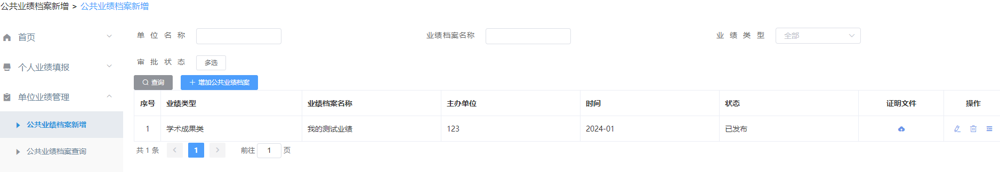 公共业绩档案新增 > 公共业绩档案新增
首页
个人业绩填报
单位业绩管理
公共业绩档案新增
公共业绩档案查询
单位名称 业绩档案名称 业绩类型 全部
审批状态 多选
查询 + 增加公共业绩档案
序号 业绩类型 业绩档案名称 主办单位 时间 状态 证明文件 操作
1 学术成果类 我的测试业绩 123 2024-01 已发布
共 1 条 < 1 > 前往 1 页